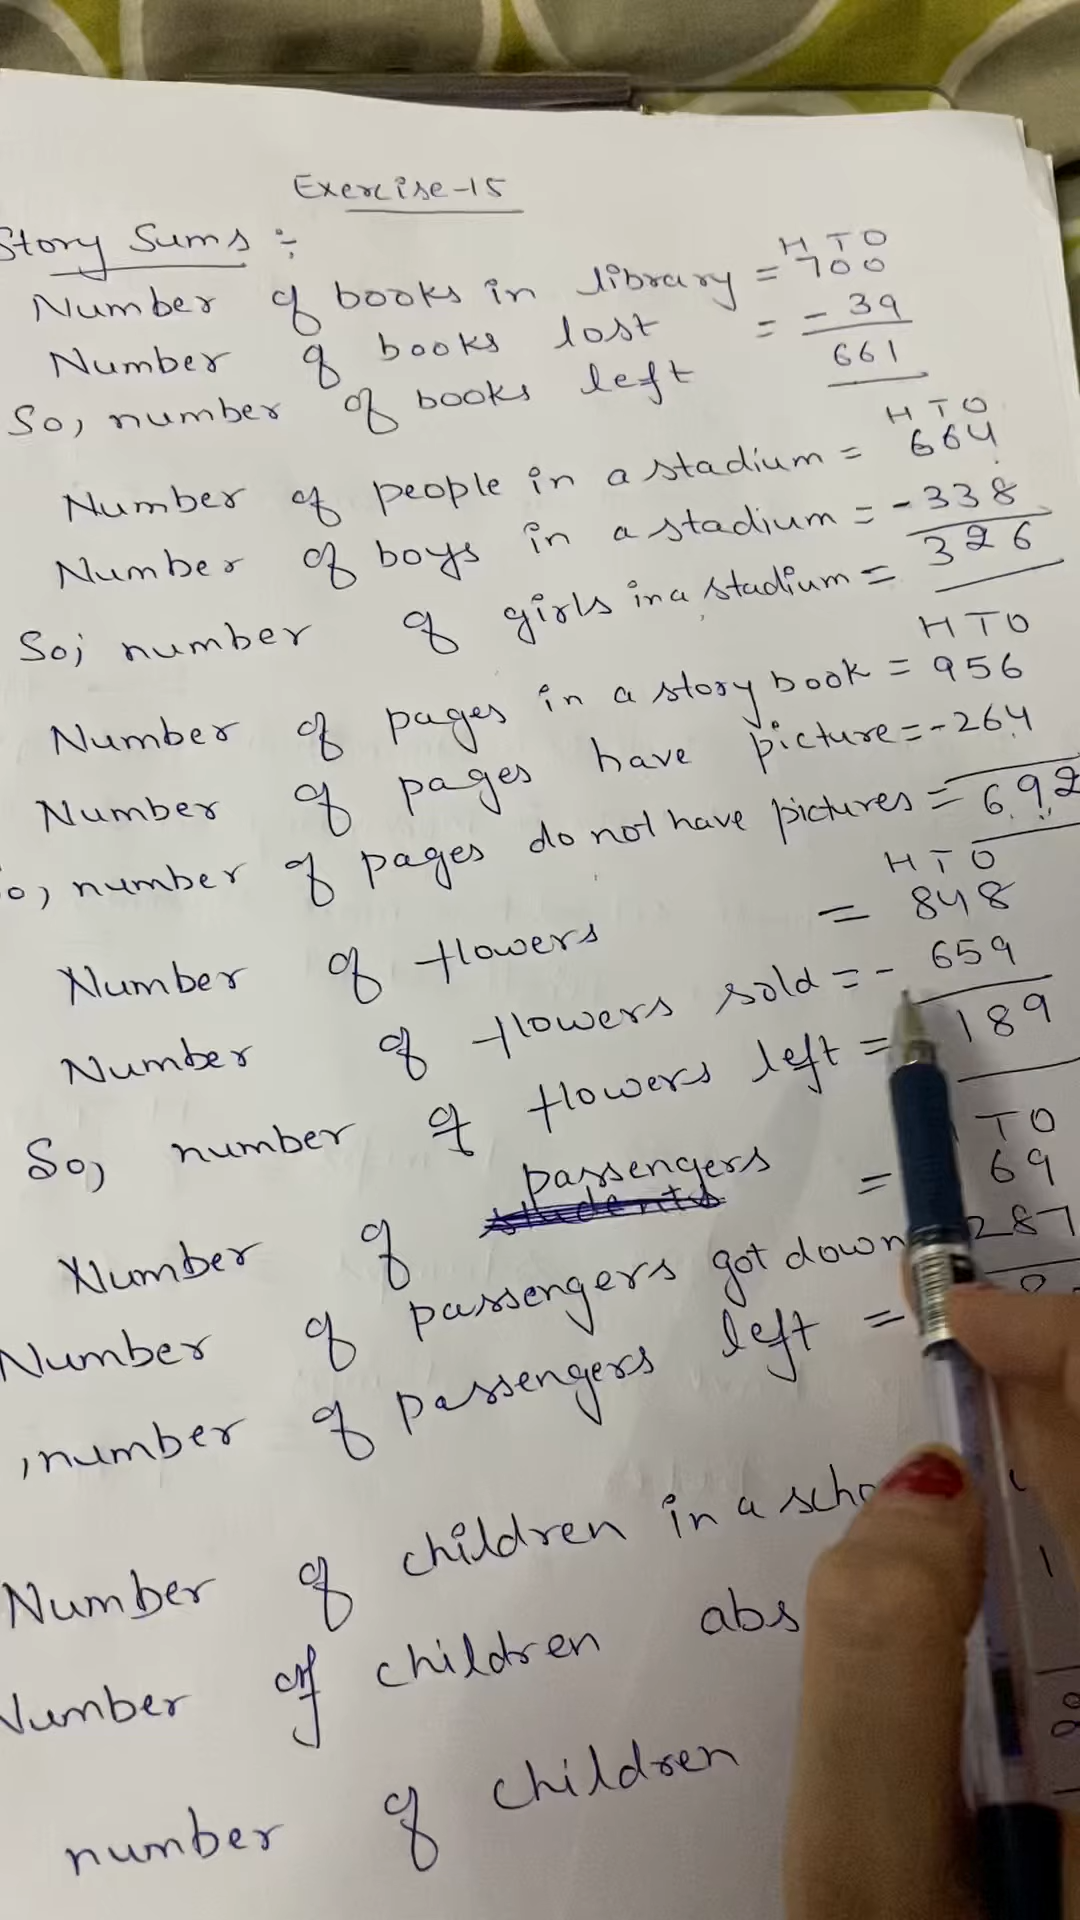 Exercise-15
Story Sums :-
H T O
Number of books in library = 700
Number of books lost = - 39
So, number of books left 661
H T O
Number of people in a stadium = 664
Number of boys in a stadium = - 338
So; number of girls in a stadium = 326
H T O
Number of pages in a story book = 956
Number of pages have picture = - 264
o, number of pages do not have pictures = 692
H T O
Number of flowers = 848
Number of flowers sold = - 659
So, number of flowers left = 189
T O
Number of passengers = 69
Number of passengers got down 287
, number of passengers left =
Number of children in a scho
Number of children abs
number of children